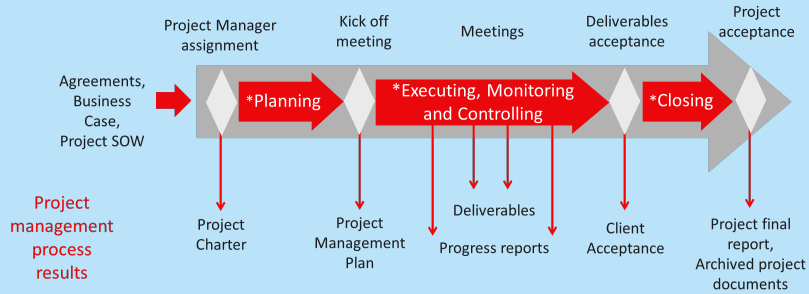 Project Manager
assignment
Kick off
meeting
Meetings
Deliverables
acceptance
Project
acceptance
Agreements,
Business
Case,
Project SOW
*Planning
*Executing, Monitoring
and Controlling
*Closing
Project
management
process
results
Project
Charter
Project
Management
Plan
Deliverables
Progress reports
Client
Acceptance
Project final
report,
Archived project
documents